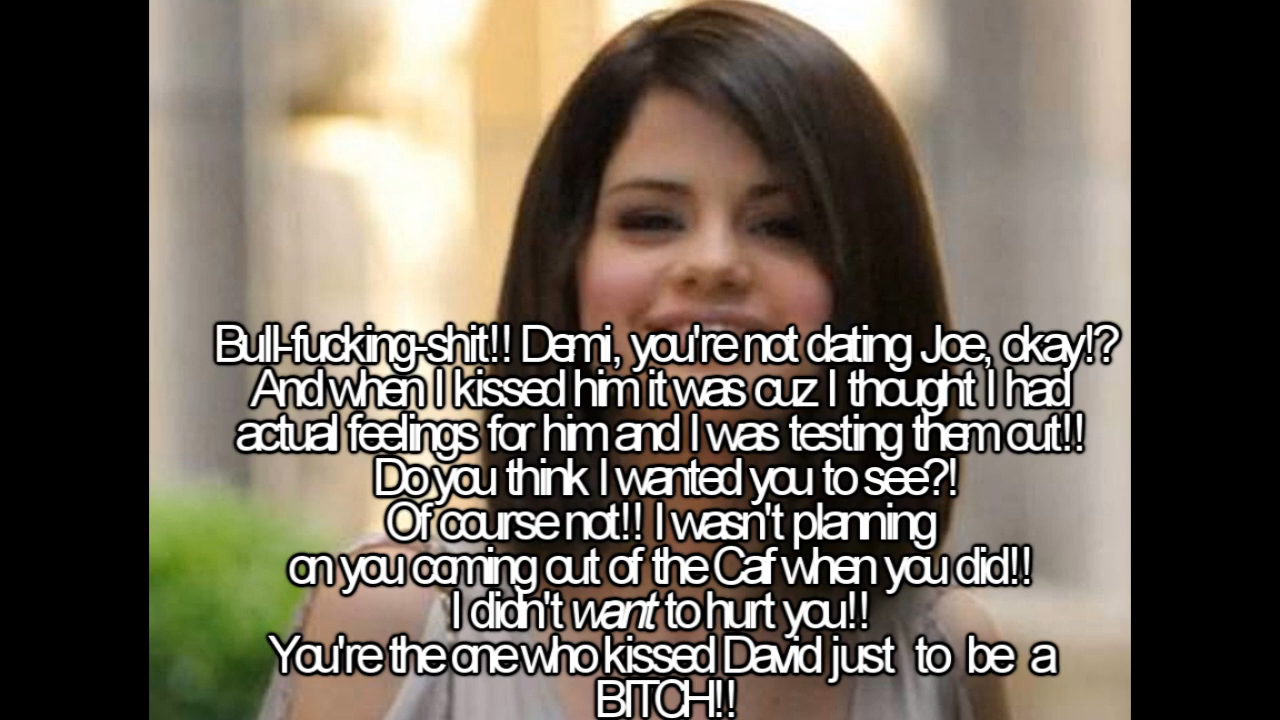 Bull-fucking-shit!! Demi, you're not dating Joe, okay!?
And when I kissed him it was cuz I thought I had
actual feelings for him and I was testing them out!!
Do you think I wanted you to see?!
Of course not!! I wasn't planning
on you coming out of the Caf when you did!!
I didn't want to hurt you!!
You're the one who kissed David just to be a
BITCH!!